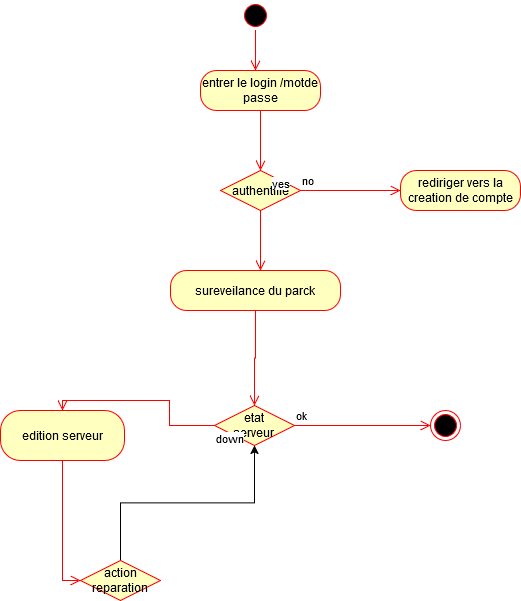 entrer le login /motde
passe
authentifie
yes
no
rediriger vers la
creation de compte
sureveilance du parck
etat
serveur
ok
down
edition serveur
action
reparation